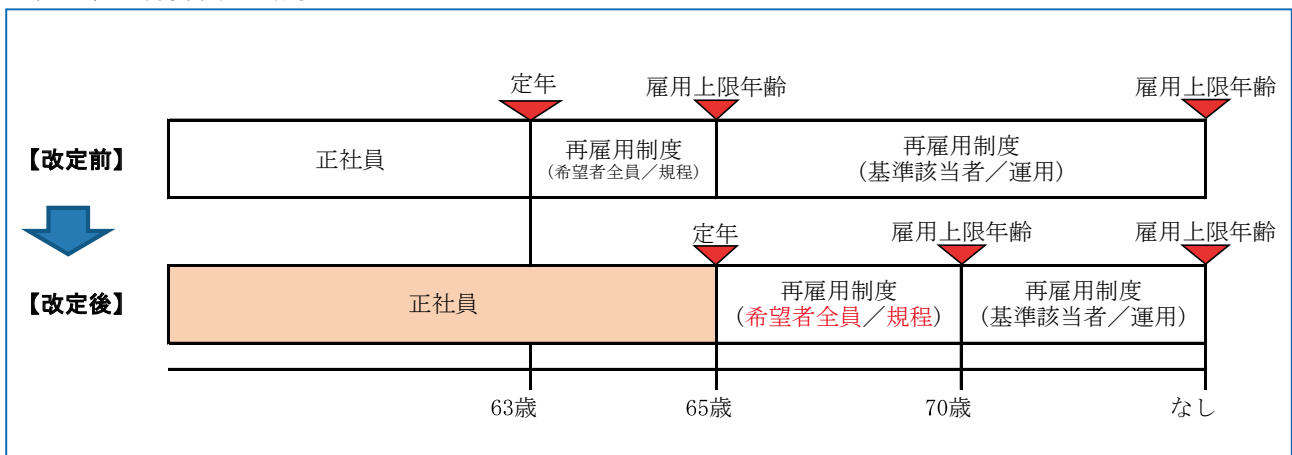 定年 雇用上限年齢 雇用上限年齢
【改定前】 正社員 再雇用制度 再雇用制度
(希望者全員／規程) (基準該当者／運用)
定年 雇用上限年齢 雇用上限年齢
【改定後】 正社員 再雇用制度 再雇用制度
(希望者全員／規程) (基準該当者／運用)
63歳 65歳 70歳 なし